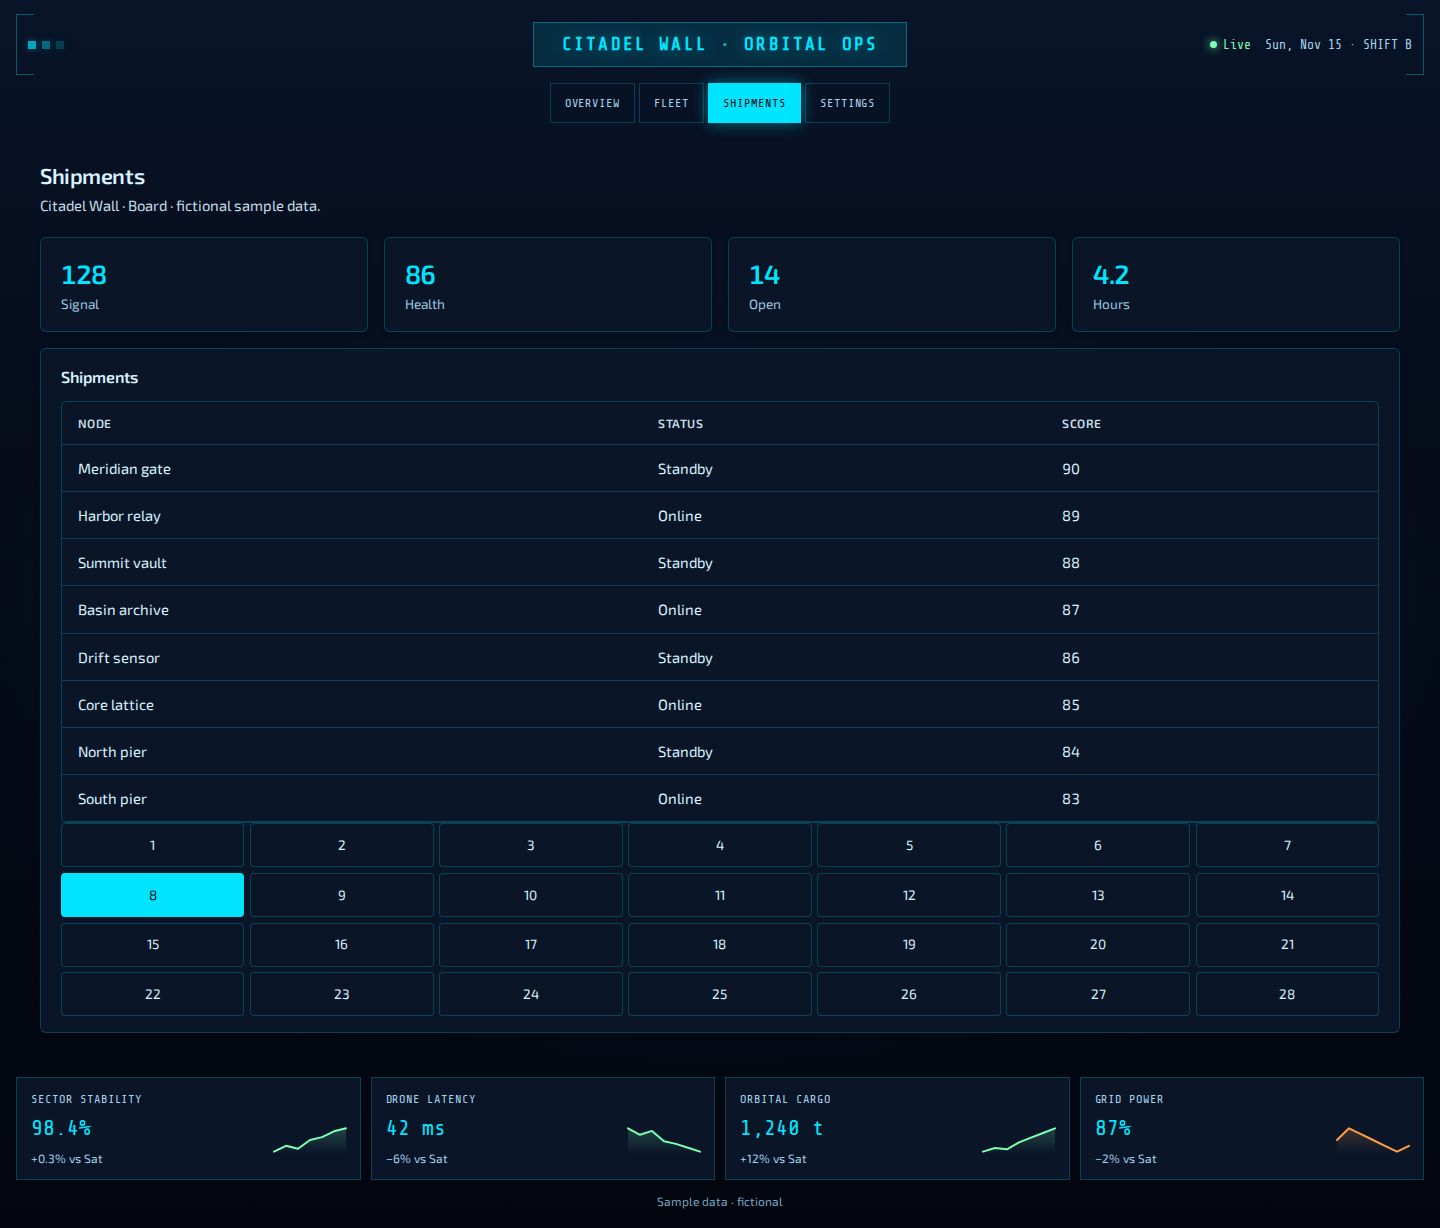 CITADEL WALL · ORBITAL OPS
Live Sun, Nov 15 · SHIFT B
OVERVIEW FLEET SHIPMENTS SETTINGS
Shipments
Citadel Wall · Board · fictional sample data.
128 86 14 4.2
Signal Health Open Hours
Shipments
NODE STATUS SCORE
Meridian gate Standby 90
Harbor relay Online 89
Summit vault Standby 88
Basin archive Online 87
Drift sensor Standby 86
Core lattice Online 85
North pier Standby 84
South pier Online 83
1 2 3 4 5 6 7
8 9 10 11 12 13 14
15 16 17 18 19 20 21
22 23 24 25 26 27 28
SECTOR STABILITY DRONE LATENCY ORBITAL CARGO GRID POWER
98.4% 42 ms 1,240 t 87%
+0.3% vs Sat −6% vs Sat +12% vs Sat −2% vs Sat
Sample data · fictional